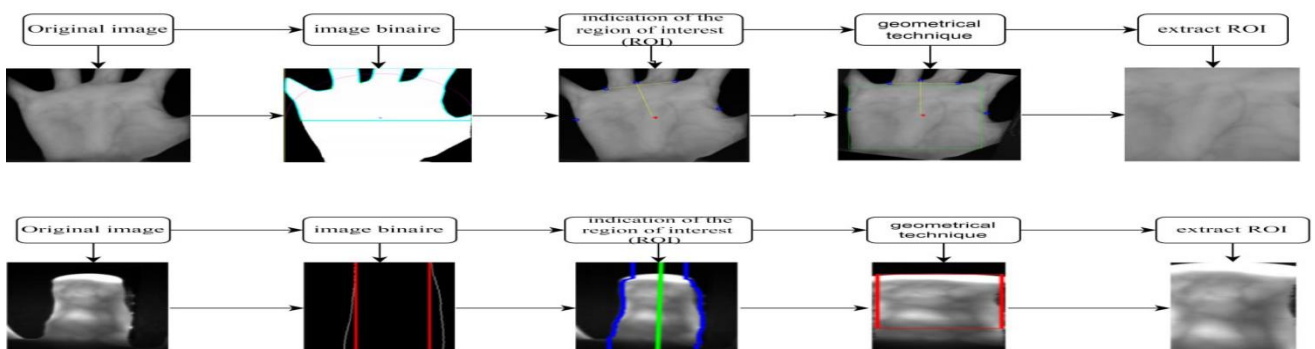 Original image
image binaire
indication of the
region of interest
(ROI)
geometrical
technique
extract ROI
Original image
image binaire
indication of the
region of interest
(ROI)
geometrical
technique
extract ROI